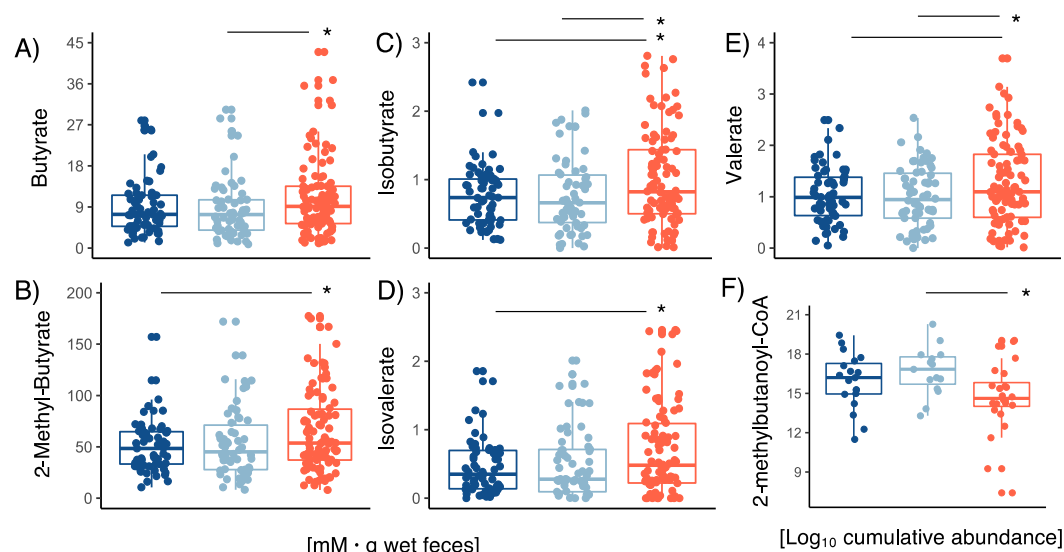 A)
Butyrate
45
36
27
18
9
0
*
C)
Isobutyrate
3
2
1
0
*
*
E)
Valerate
4
3
2
1
0
*
B)
2-Methyl-Butyrate
200
150
100
50
0
*
D)
Isovalerate
3
2
1
0
*
F)
2-methylbutanoyl-CoA
21
18
15
12
9
*
[mM · g wet feces]
[Log₁₀ cumulative abundance]